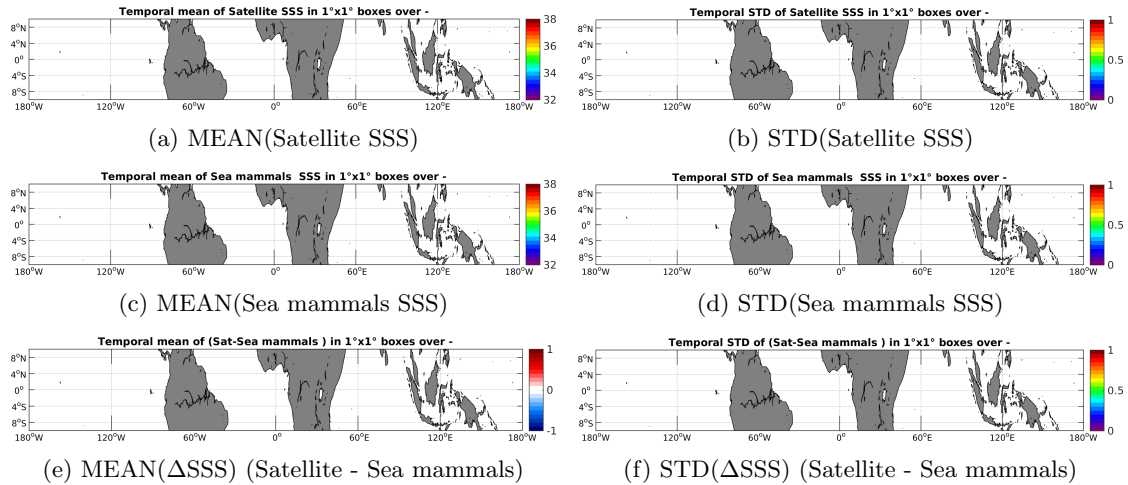 Temporal mean of Satellite SSS in 1°x1° boxes over -
8°N
4°N
0°
4°S
8°S
180°W 120°W 60°W 0° 60°E 120°E 180°W
38
36
34
32
(a) MEAN(Satellite SSS)
Temporal STD of Satellite SSS in 1°x1° boxes over -
8°N
4°N
0°
4°S
8°S
180°W 120°W 60°W 0° 60°E 120°E 180°W
1
0.5
0
(b) STD(Satellite SSS)
Temporal mean of Sea mammals  SSS in 1°x1° boxes over -
8°N
4°N
0°
4°S
8°S
180°W 120°W 60°W 0° 60°E 120°E 180°W
38
36
34
32
(c) MEAN(Sea mammals SSS)
Temporal STD of Sea mammals  SSS in 1°x1° boxes over -
8°N
4°N
0°
4°S
8°S
180°W 120°W 60°W 0° 60°E 120°E 180°W
1
0.5
0
(d) STD(Sea mammals SSS)
Temporal mean of (Sat-Sea mammals ) in 1°x1° boxes over -
8°N
4°N
0°
4°S
8°S
180°W 120°W 60°W 0° 60°E 120°E 180°W
1
0
-1
(e) MEAN(ΔSSS) (Satellite - Sea mammals)
Temporal STD of (Sat-Sea mammals ) in 1°x1° boxes over -
8°N
4°N
0°
4°S
8°S
180°W 120°W 60°W 0° 60°E 120°E 180°W
1
0.5
0
(f) STD(ΔSSS) (Satellite - Sea mammals)